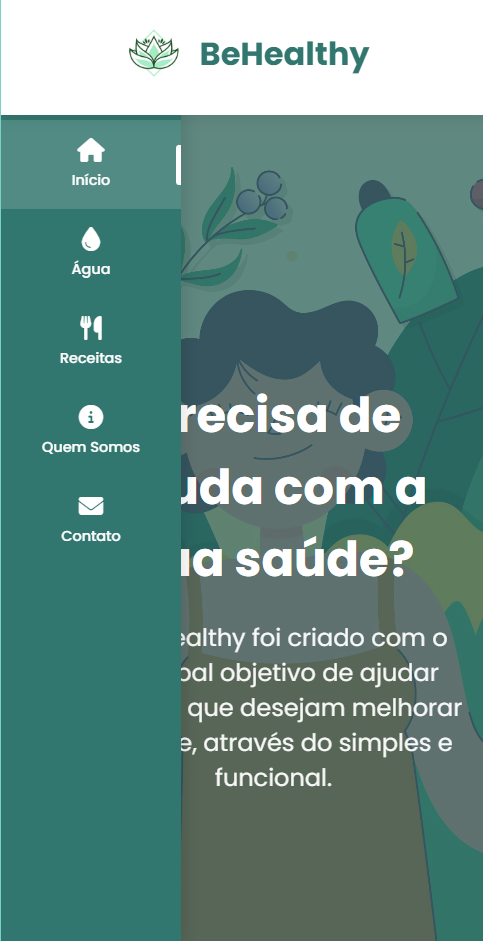 BeHealthy
Início
Água
Receitas
Quem Somos
Contato
recisa de
uda com a
ua saúde?
ealthy foi criado com o
pal objetivo de ajudar
que desejam melhorar
e, através do simples e
funcional.